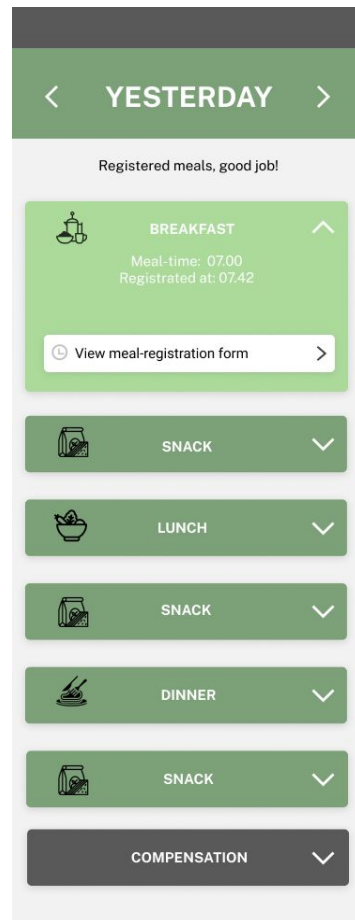 YESTERDAY
Registered meals, good job!
BREAKFAST
Meal-time: 07.00
Registrated at: 07.42
View meal-registration form
SNACK
LUNCH
SNACK
DINNER
SNACK
COMPENSATION